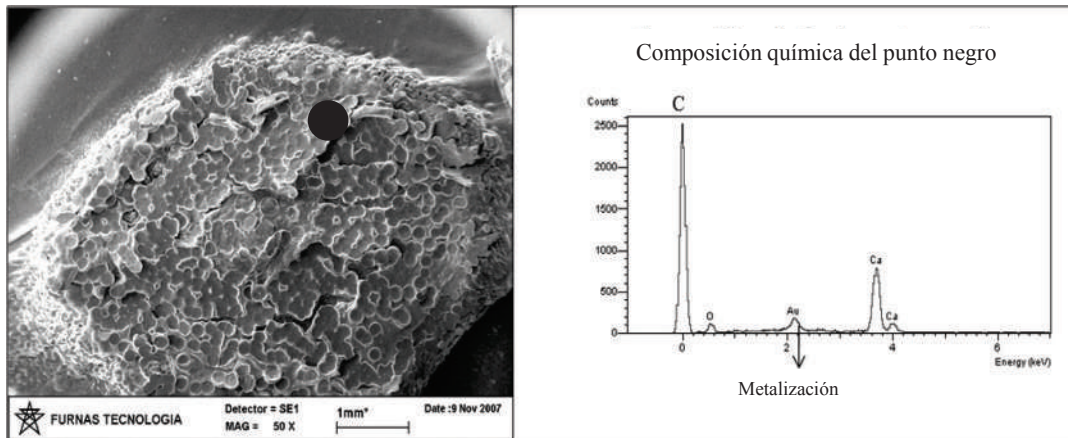 FURNAS TECNOLOGIA
Detector = SE1
MAG = 50 X
1mm*
Date :9 Nov 2007
Composición química del punto negro
Counts
C
2500
2000
1500
1000
500
0
O
Au
Ca
Ca
0
2
4
6
Energy (keV)
Metalización